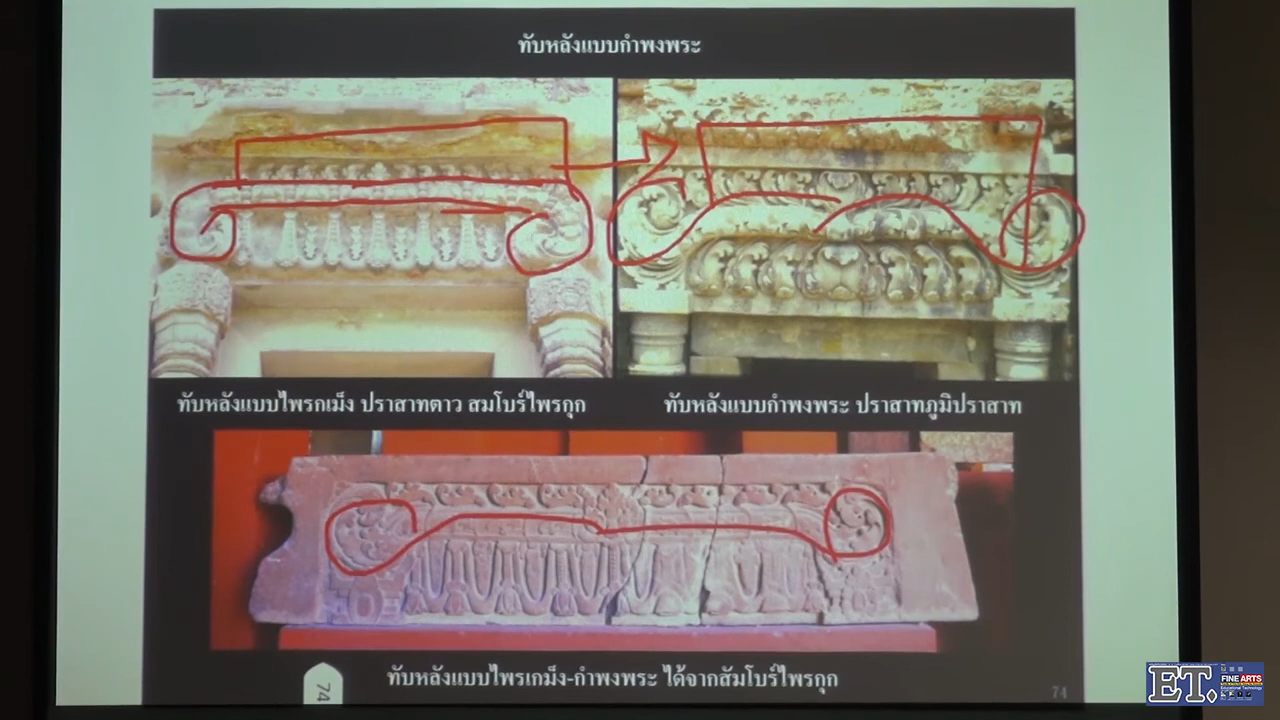 ทับหลังแบบกำพงพระ
ทับหลังแบบไพรกเม็ง ปราสาทตาว สมโบร์ไพรกุก
ทับหลังแบบกำพงพระ ปราสาทภูมิปราสาท
ทับหลังแบบไพรเกม็ง-กำพงพระ ได้จากสัมโบร์ไพรกุก
74
74
ET.
FINE ARTS
Educational Technology